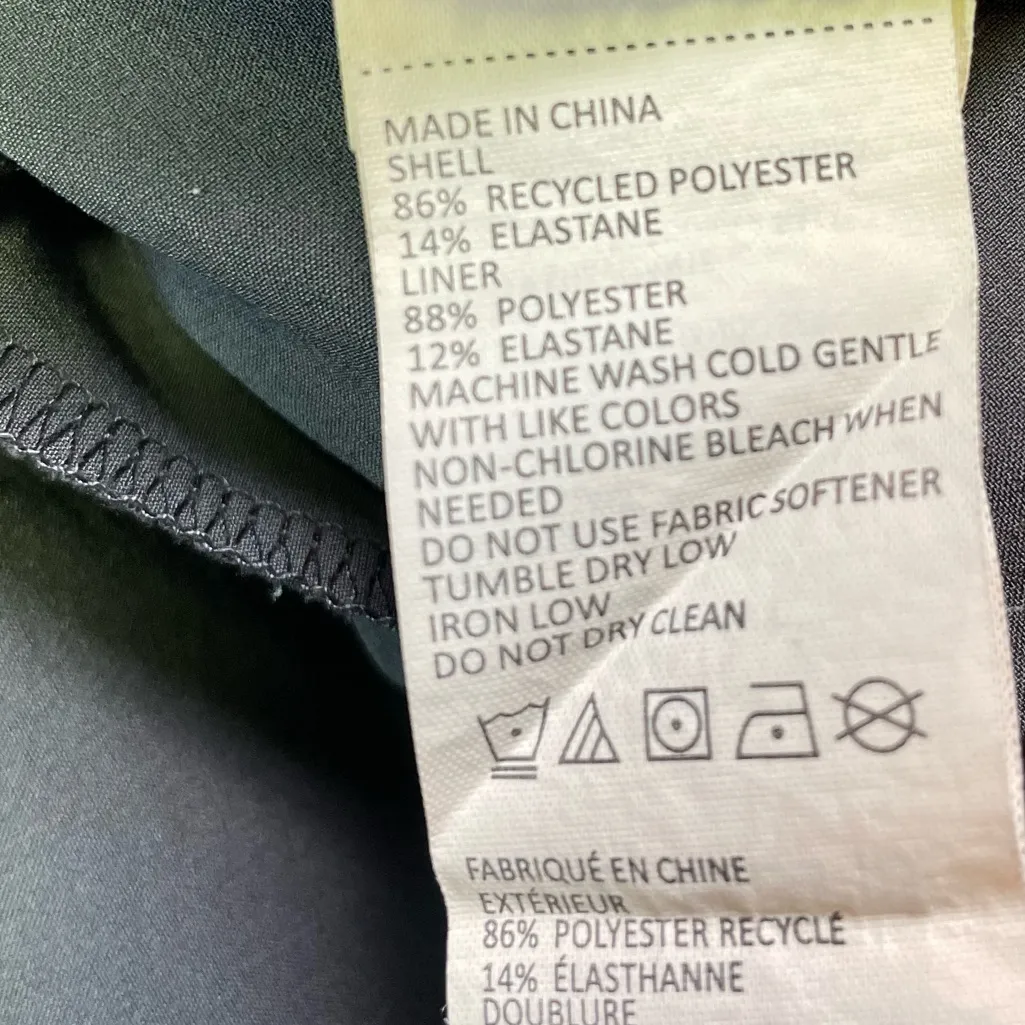 MADE IN CHINA
SHELL
86% RECYCLED POLYESTER
14% ELASTANE
LINER
88% POLYESTER
12% ELASTANE
MACHINE WASH COLD GENTLE
WITH LIKE COLORS
NON-CHLORINE BLEACH WHEN
NEEDED
DO NOT USE FABRIC SOFTENER
TUMBLE DRY LOW
IRON LOW
DO NOT DRY CLEAN
FABRIQUÉ EN CHINE
EXTÉRIEUR
86% POLYESTER RECYCLÉ
14% ÉLASTHANNE
DOUBLURE